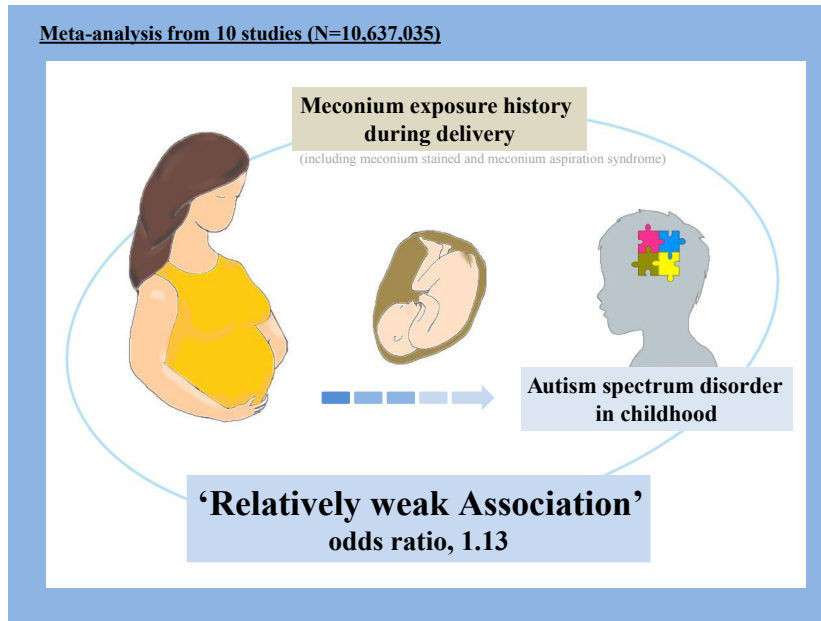 Meta-analysis from 10 studies (N=10,637,035)
Meconium exposure history
during delivery
(including meconium stained and meconium aspiration syndrome)
Autism spectrum disorder
in childhood
‘Relatively weak Association’
odds ratio, 1.13